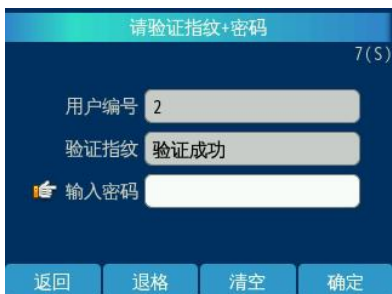 请验证指纹+密码
7(S)
用户编号 2
验证指纹 验证成功
输入密码
返回 退格 清空 确定